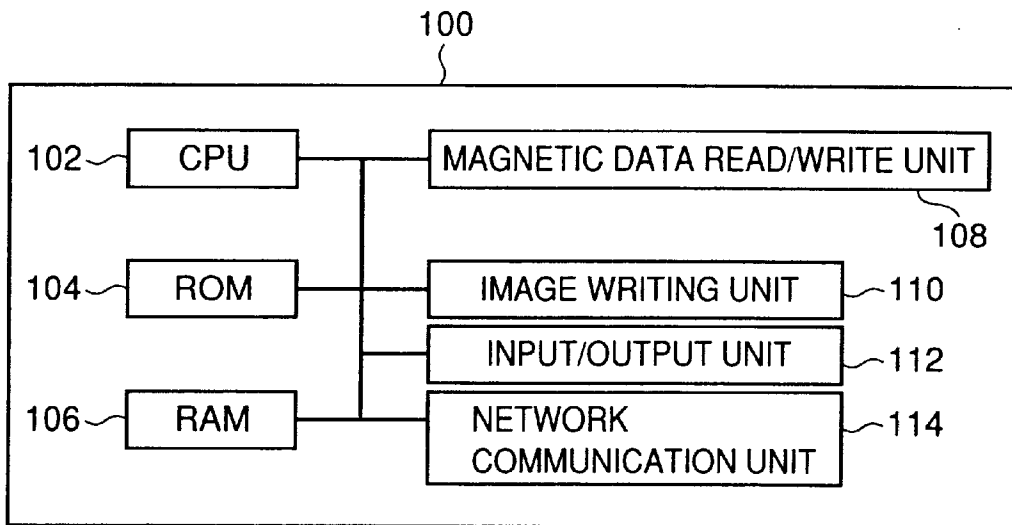 100
102 CPU MAGNETIC DATA READ/WRITE UNIT
108
104 ROM IMAGE WRITING UNIT 110
INPUT/OUTPUT UNIT 112
106 RAM NETWORK 114
COMMUNICATION UNIT